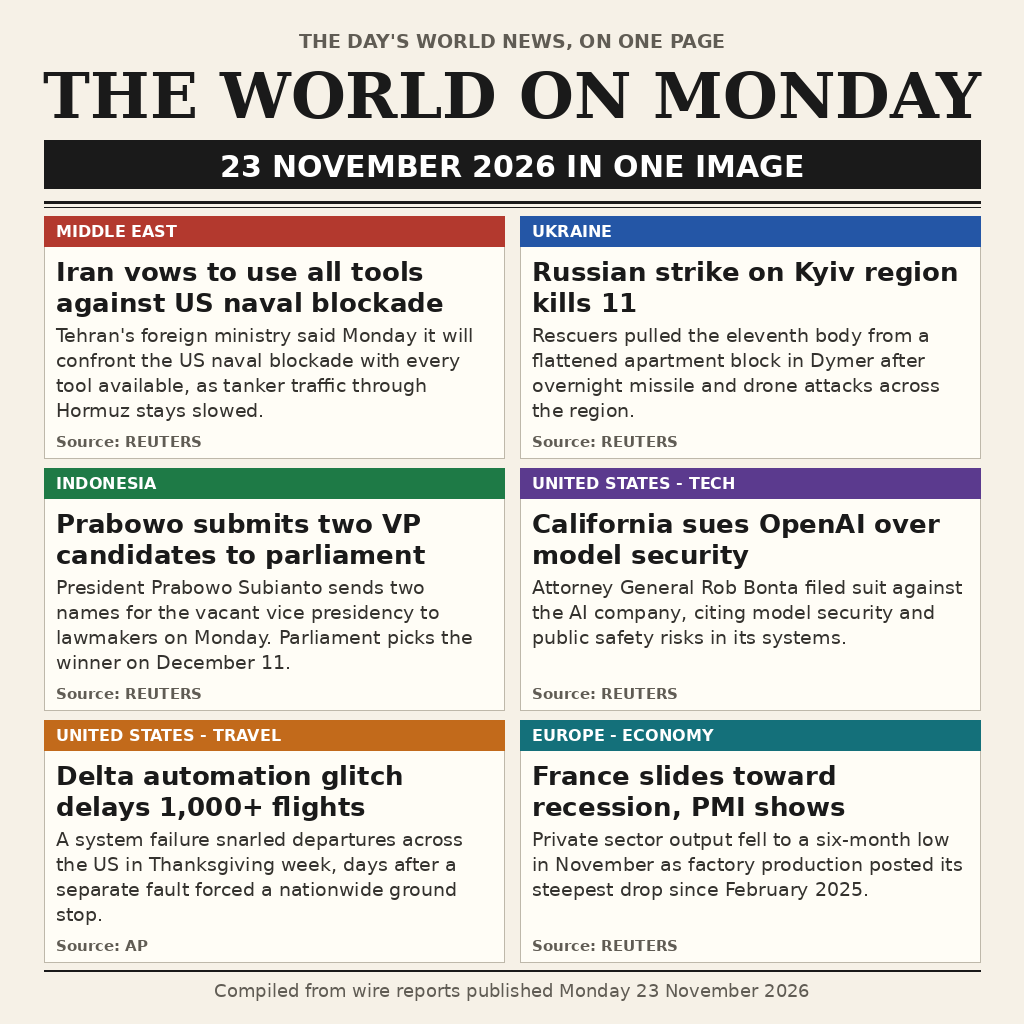 THE DAY'S WORLD NEWS, ON ONE PAGE
THE WORLD ON MONDAY
23 NOVEMBER 2026 IN ONE IMAGE
MIDDLE EAST
Iran vows to use all tools
against US naval blockade
Tehran's foreign ministry said Monday it will
confront the US naval blockade with every
tool available, as tanker traffic through
Hormuz stays slowed.
Source: REUTERS
UKRAINE
Russian strike on Kyiv region
kills 11
Rescuers pulled the eleventh body from a
flattened apartment block in Dymer after
overnight missile and drone attacks across
the region.
Source: REUTERS
INDONESIA
Prabowo submits two VP
candidates to parliament
President Prabowo Subianto sends two
names for the vacant vice presidency to
lawmakers on Monday. Parliament picks the
winner on December 11.
Source: REUTERS
UNITED STATES - TECH
California sues OpenAI over
model security
Attorney General Rob Bonta filed suit against
the AI company, citing model security and
public safety risks in its systems.
Source: REUTERS
UNITED STATES - TRAVEL
Delta automation glitch
delays 1,000+ flights
A system failure snarled departures across
the US in Thanksgiving week, days after a
separate fault forced a nationwide ground
stop.
Source: AP
EUROPE - ECONOMY
France slides toward
recession, PMI shows
Private sector output fell to a six-month low
in November as factory production posted its
steepest drop since February 2025.
Source: REUTERS
Compiled from wire reports published Monday 23 November 2026